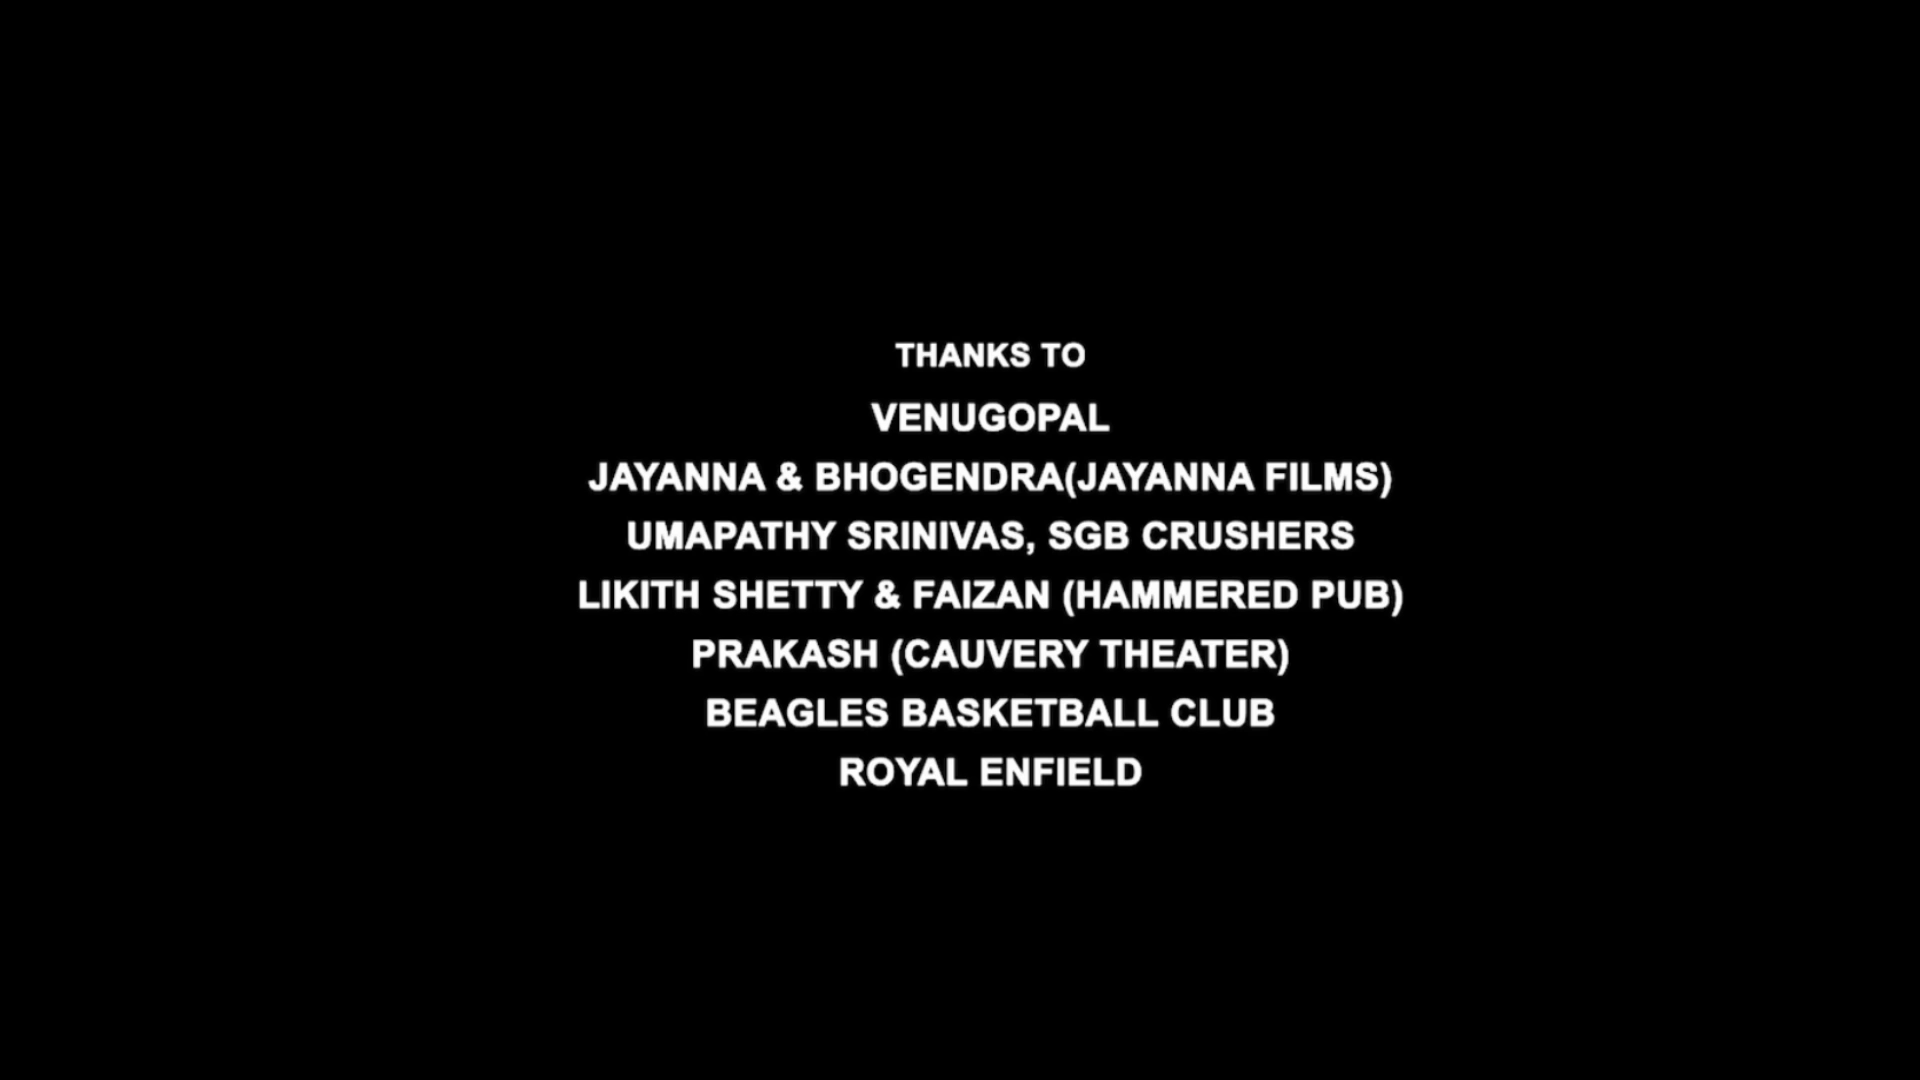 THANKS TO
VENUGOPAL
JAYANNA & BHOGENDRA(JAYANNA FILMS)
UMAPATHY SRINIVAS, SGB CRUSHERS
LIKITH SHETTY & FAIZAN (HAMMERED PUB)
PRAKASH (CAUVERY THEATER)
BEAGLES BASKETBALL CLUB
ROYAL ENFIELD